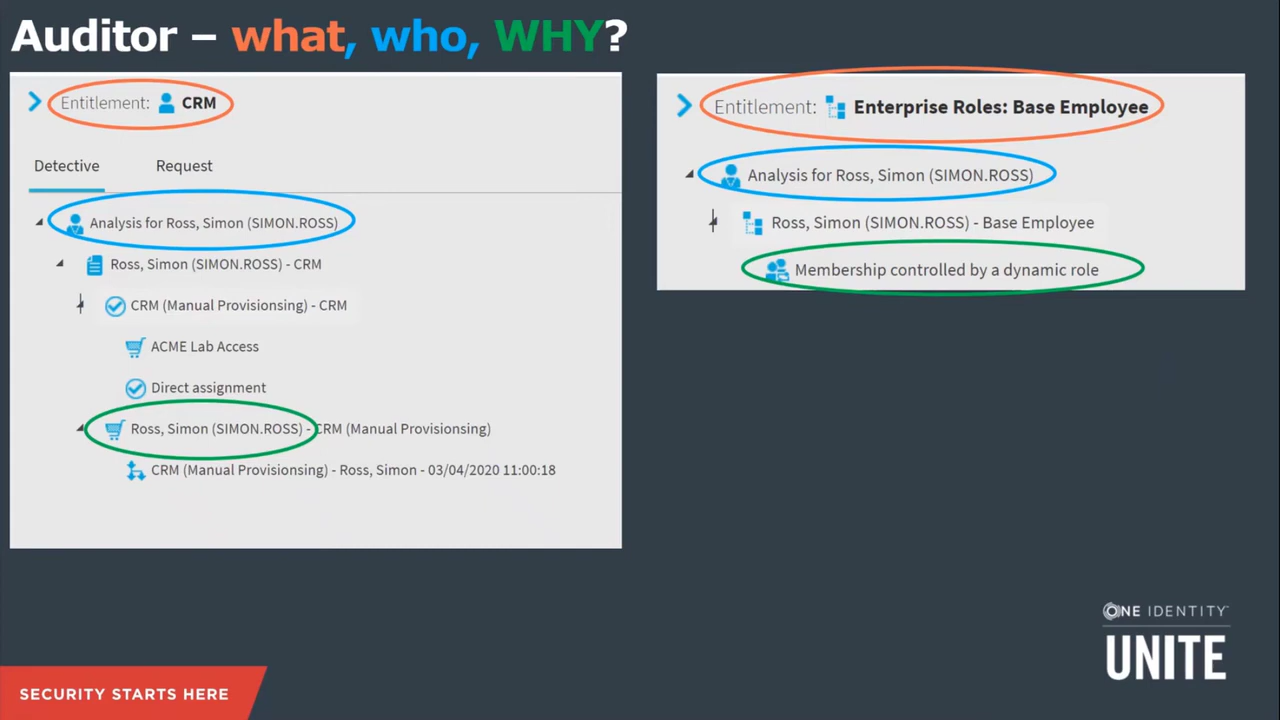 Auditor – what, who, WHY?
Entitlement: CRM
Detective Request
Analysis for Ross, Simon (SIMON.ROSS)
Ross, Simon (SIMON.ROSS) - CRM
CRM (Manual Provisionsing) - CRM
ACME Lab Access
Direct assignment
Ross, Simon (SIMON.ROSS) - CRM (Manual Provisionsing)
CRM (Manual Provisionsing) - Ross, Simon - 03/04/2020 11:00:18
Entitlement: Enterprise Roles: Base Employee
Analysis for Ross, Simon (SIMON.ROSS)
Ross, Simon (SIMON.ROSS) - Base Employee
Membership controlled by a dynamic role
ONE IDENTITY
UNITE
SECURITY STARTS HERE